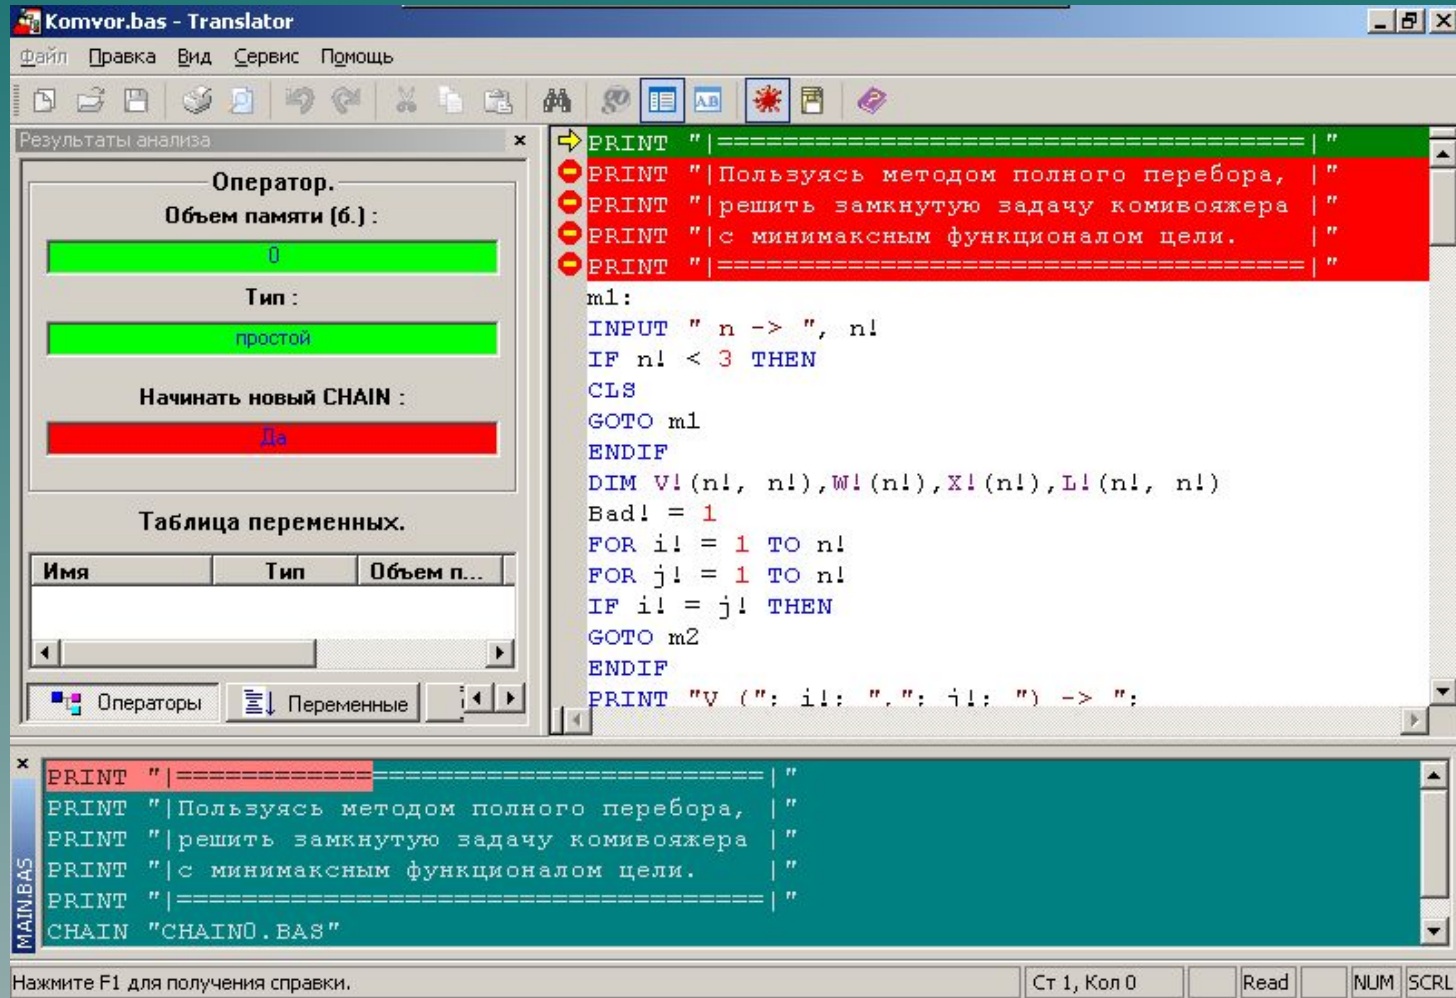 Komvor.bas - Translator
Файл Правка Вид Сервис Помощь
Результаты анализа
Оператор.
Объем памяти (б.) :
0
Тип :
простой
Начинать новый CHAIN :
Да
Таблица переменных.
Имя Тип Объем п...
Операторы Переменные
PRINT "|====================================|"
PRINT "|Пользуясь методом полного перебора, |"
PRINT "|решить замкнутую задачу комивояжера |"
PRINT "|с минимаксным функционалом цели. |"
PRINT "|====================================|"
m1:
INPUT " n -> ", n!
IF n! < 3 THEN
CLS
GOTO m1
ENDIF
DIM V!(n!, n!),W!(n!),X!(n!),L!(n!, n!)
Bad! = 1
FOR i! = 1 TO n!
FOR j! = 1 TO n!
IF i! = j! THEN
GOTO m2
ENDIF
PRINT "V ("; i!; ","; j!; ") -> ";
MAIN.BAS
PRINT "|====================================|"
PRINT "|Пользуясь методом полного перебора, |"
PRINT "|решить замкнутую задачу комивояжера |"
PRINT "|с минимаксным функционалом цели. |"
PRINT "|====================================|"
CHAIN "CHAIN0.BAS"
Нажмите F1 для получения справки. Ст 1, Кол 0 Read NUM SCRL